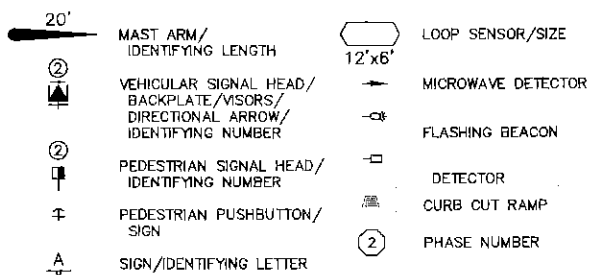 20'
MAST ARM/
IDENTIFYING LENGTH
2
VEHICULAR SIGNAL HEAD/
BACKPLATE/VISORS/
DIRECTIONAL ARROW/
IDENTIFYING NUMBER
2
PEDESTRIAN SIGNAL HEAD/
IDENTIFYING NUMBER
PEDESTRIAN PUSHBUTTON/
SIGN
A
SIGN/IDENTIFYING LETTER
LOOP SENSOR/SIZE
12'x6'
MICROWAVE DETECTOR
FLASHING BEACON
DETECTOR
CURB CUT RAMP
2
PHASE NUMBER